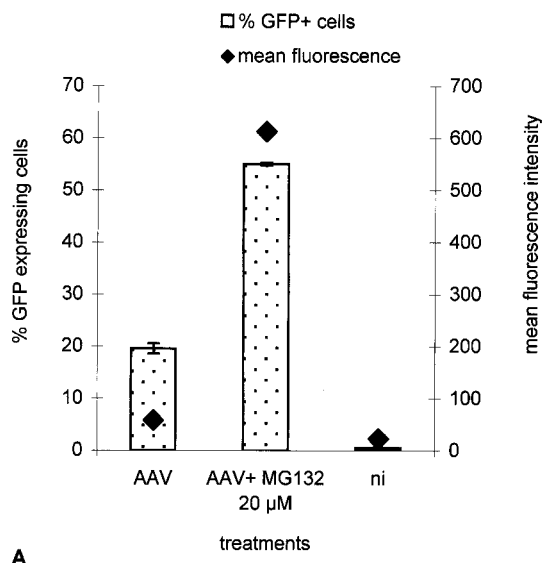 % GFP+ cells
mean fluorescence
70
60
50
40
30
20
10
0
% GFP expressing cells
700
600
500
400
300
200
100
0
mean fluorescence intensity
AAV
AAV+ MG132
20 µM
ni
treatments
A